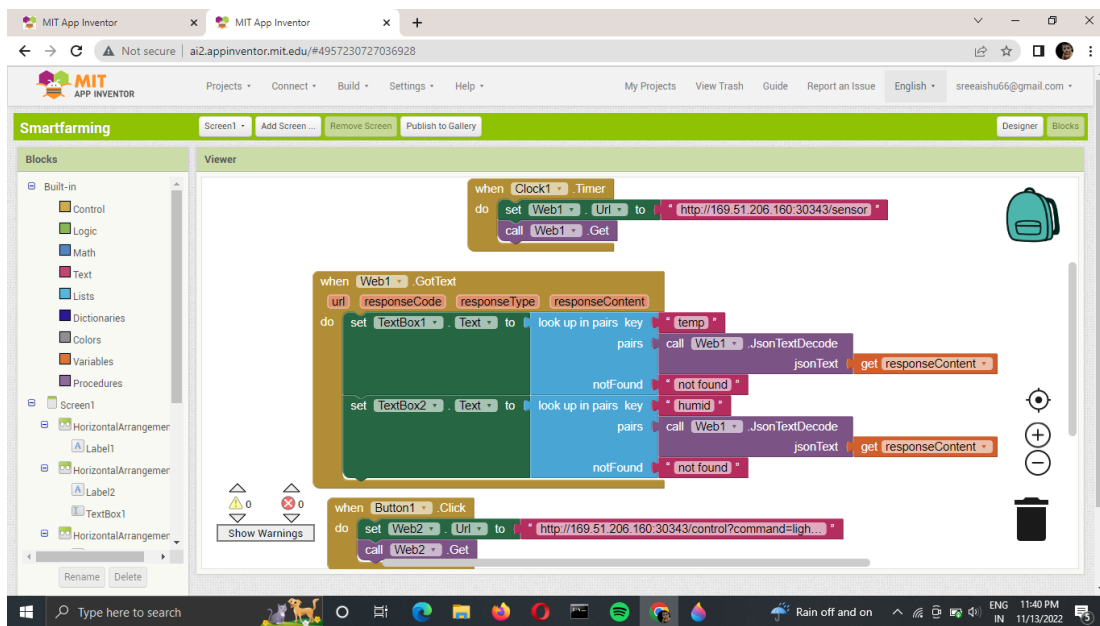 MIT App Inventor
MIT App Inventor
Not secure ai2.appinventor.mit.edu/#4957230727036928
MIT
APP INVENTOR
Projects Connect Build Settings Help My Projects View Trash Guide Report an Issue English sreeaishu66@gmail.com
Smartfarming Screen1 Add Screen ... Remove Screen Publish to Gallery Designer Blocks
Blocks Viewer
Built-in
Control
Logic
Math
Text
Lists
Dictionaries
Colors
Variables
Procedures
Screen1
HorizontalArrangemer
Label1
HorizontalArrangemer
Label2
TextBox1
HorizontalArrangemer
Rename Delete
when Clock1 .Timer
do set Web1 . Url to " http://169.51.206.160:30343/sensor "
call Web1 .Get
when Web1 .GotText
url responseCode responseType responseContent
do set TextBox1 . Text to look up in pairs key " temp "
pairs call Web1 .JsonTextDecode
jsonText get responseContent
notFound " not found "
set TextBox2 . Text to look up in pairs key " humid "
pairs call Web1 .JsonTextDecode
jsonText get responseContent
notFound " not found "
when Button1 .Click
do set Web2 . Url to " http://169.51.206.160:30343/control?command=ligh... "
call Web2 .Get
0 0
Show Warnings
Type here to search Rain off and on ENG 11:40 PM
IN 11/13/2022 5